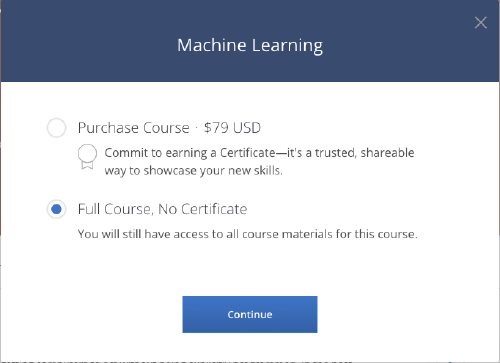 Machine Learning
Purchase Course · $79 USD
Commit to earning a Certificate—it's a trusted, shareable
way to showcase your new skills.
Full Course, No Certificate
You will still have access to all course materials for this course.
Continue